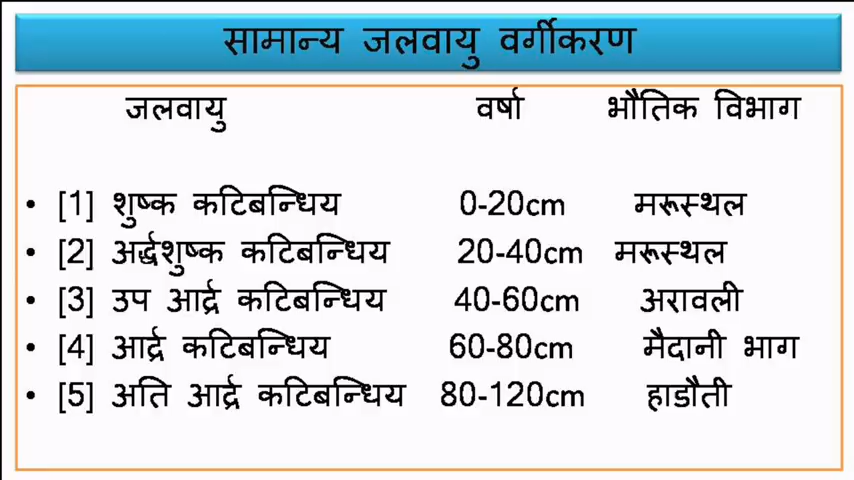 सामान्य जलवायु वर्गीकरण
जलवायु वर्षा भौतिक विभाग
• [1] शुष्क कटिबन्धिय 0-20cm मरूस्थल
• [2] अर्द्धशुष्क कटिबन्धिय 20-40cm मरूस्थल
• [3] उप आर्द्र कटिबन्धिय 40-60cm अरावली
• [4] आर्द्र कटिबन्धिय 60-80cm मैदानी भाग
• [5] अति आर्द्र कटिबन्धिय 80-120cm हाडौती